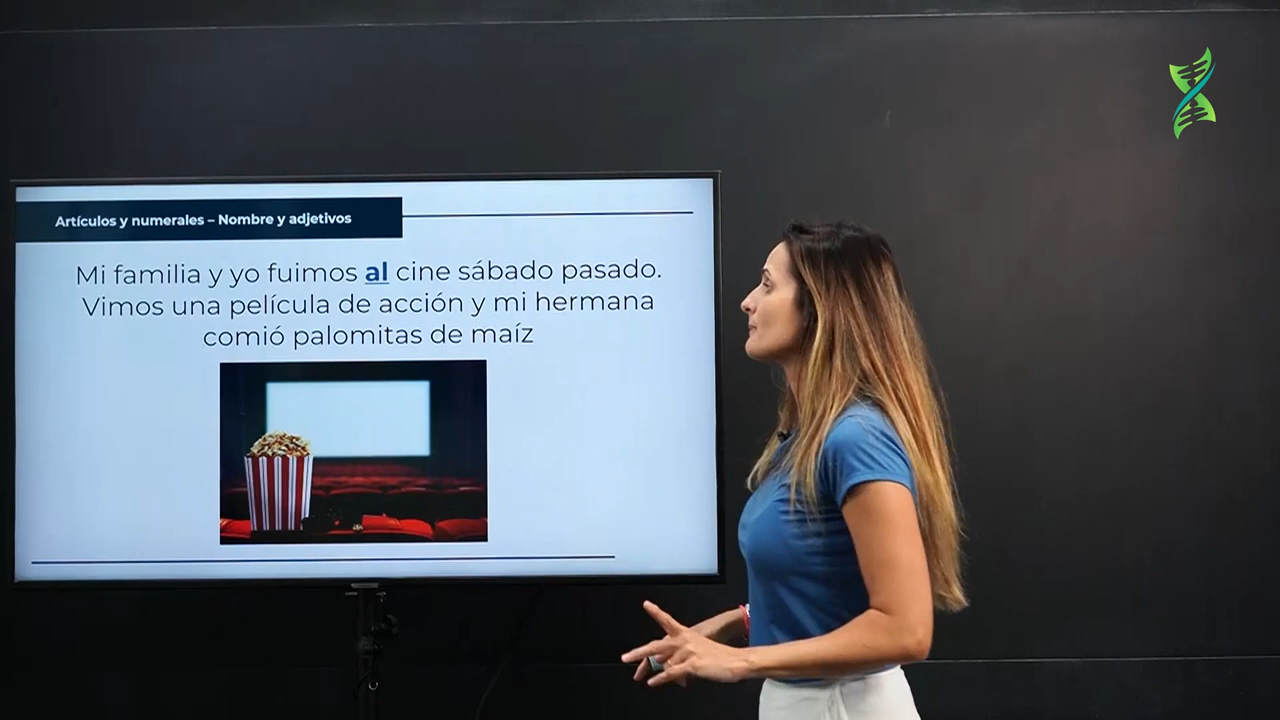 Artículos y numerales – Nombre y adjetivos
Mi familia y yo fuimos al cine sábado pasado.
Vimos una película de acción y mi hermana
comió palomitas de maíz